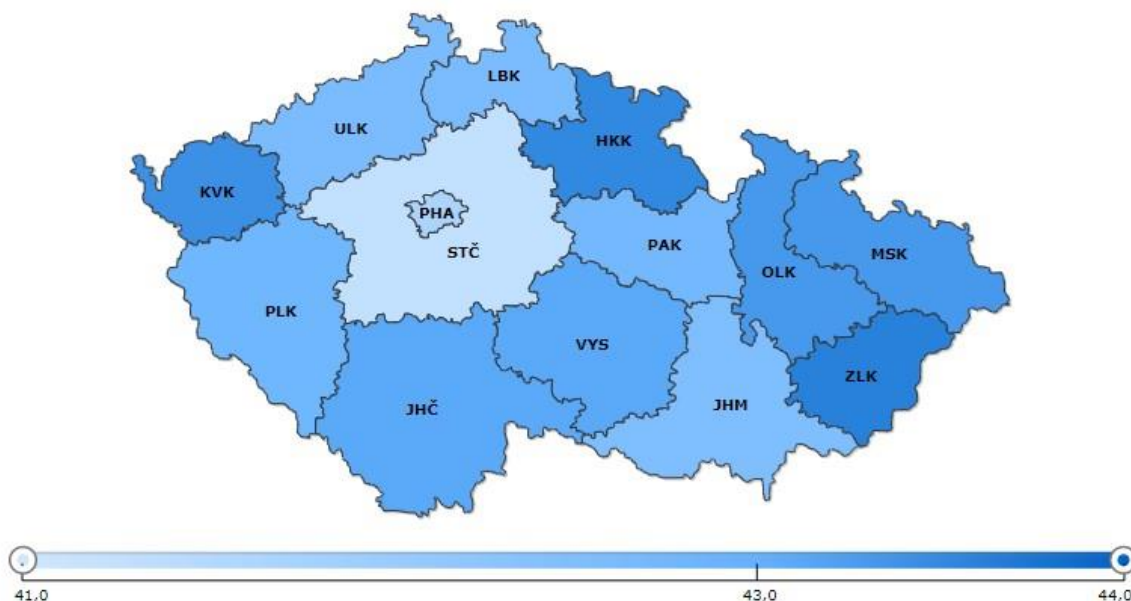 LBK
ULK
HKK
KVK
PHA
PAK
STČ
MSK
OLK
PLK
VYS
ZLK
JHČ
JHM
41,0
43,0
44,0